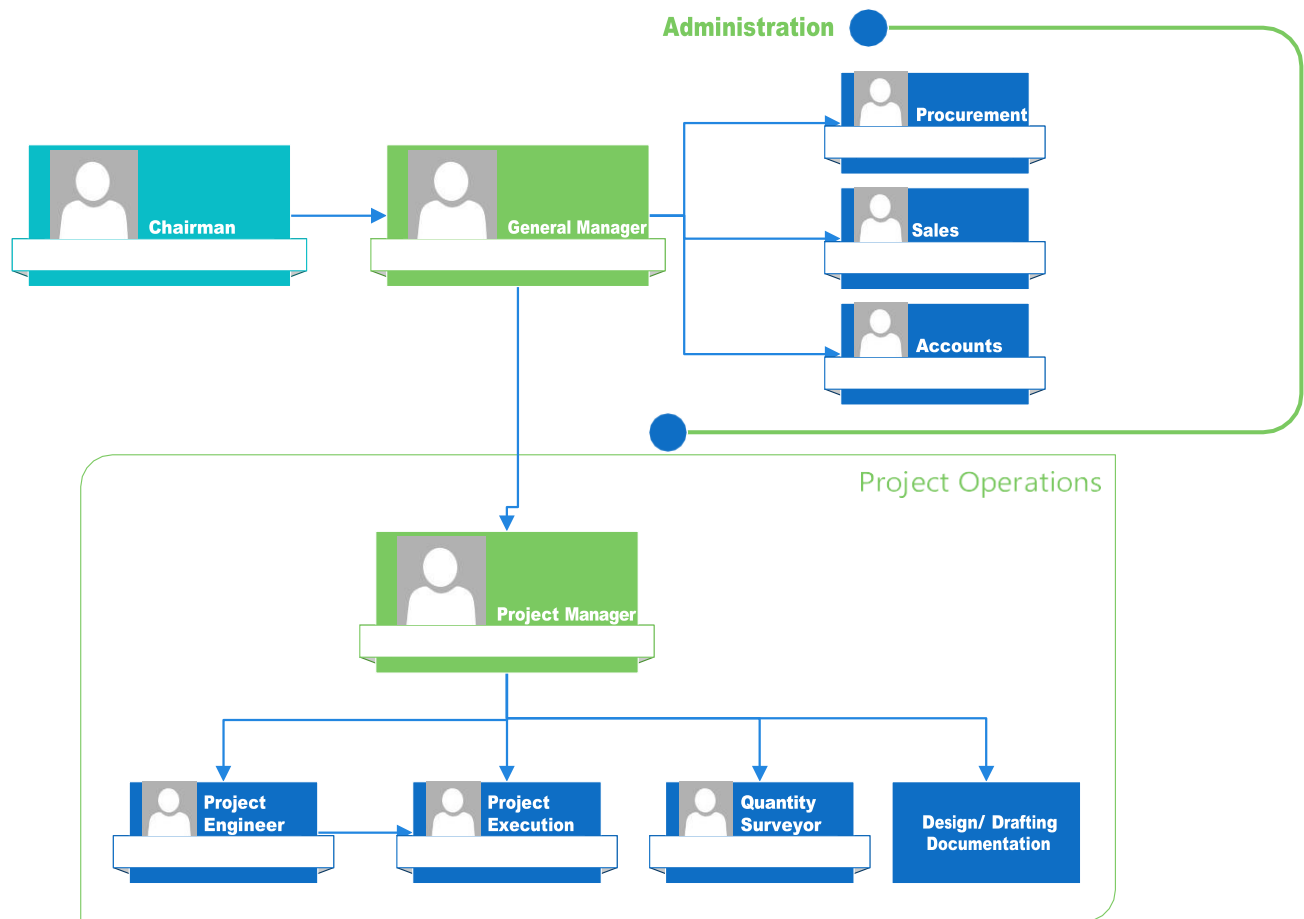 Administration
Procurement
Chairman
General Manager
Sales
Accounts
Project Operations
Project Manager
Project
Engineer
Project
Execution
Quantity
Surveyor
Design/ Drafting
Documentation